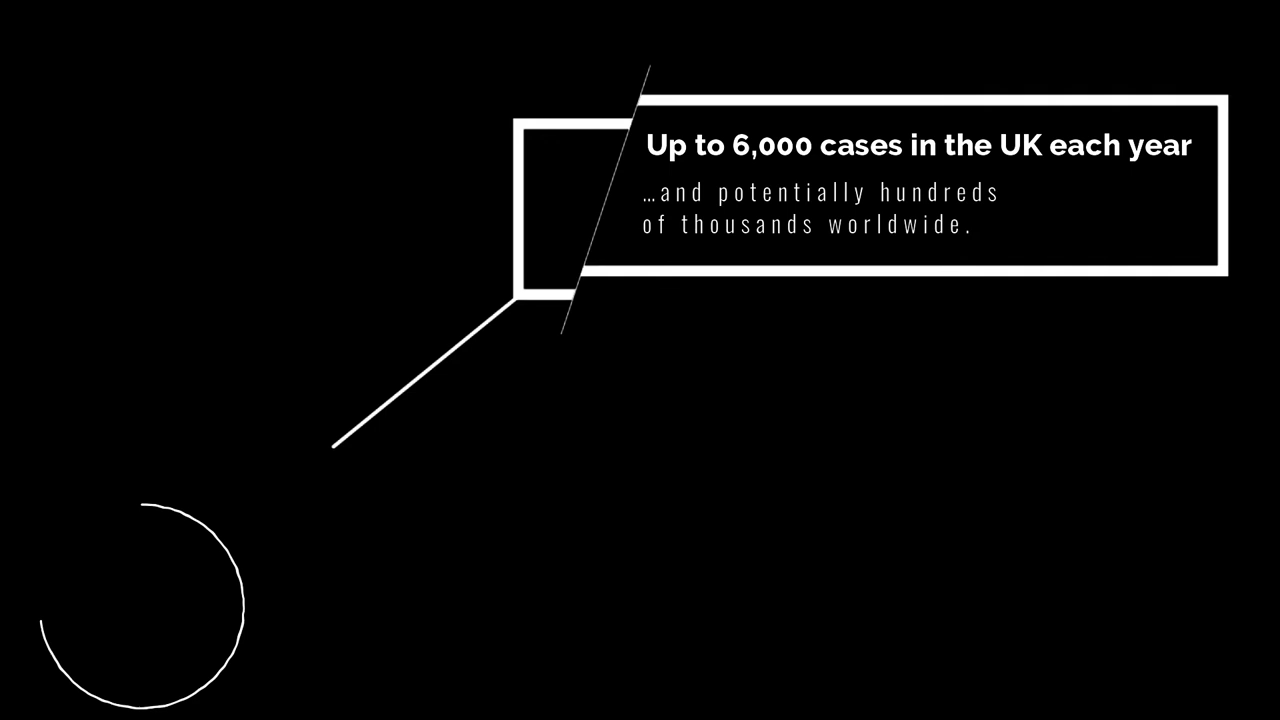 Up to 6,000 cases in the UK each year
…and potentially hundreds
of thousands worldwide.